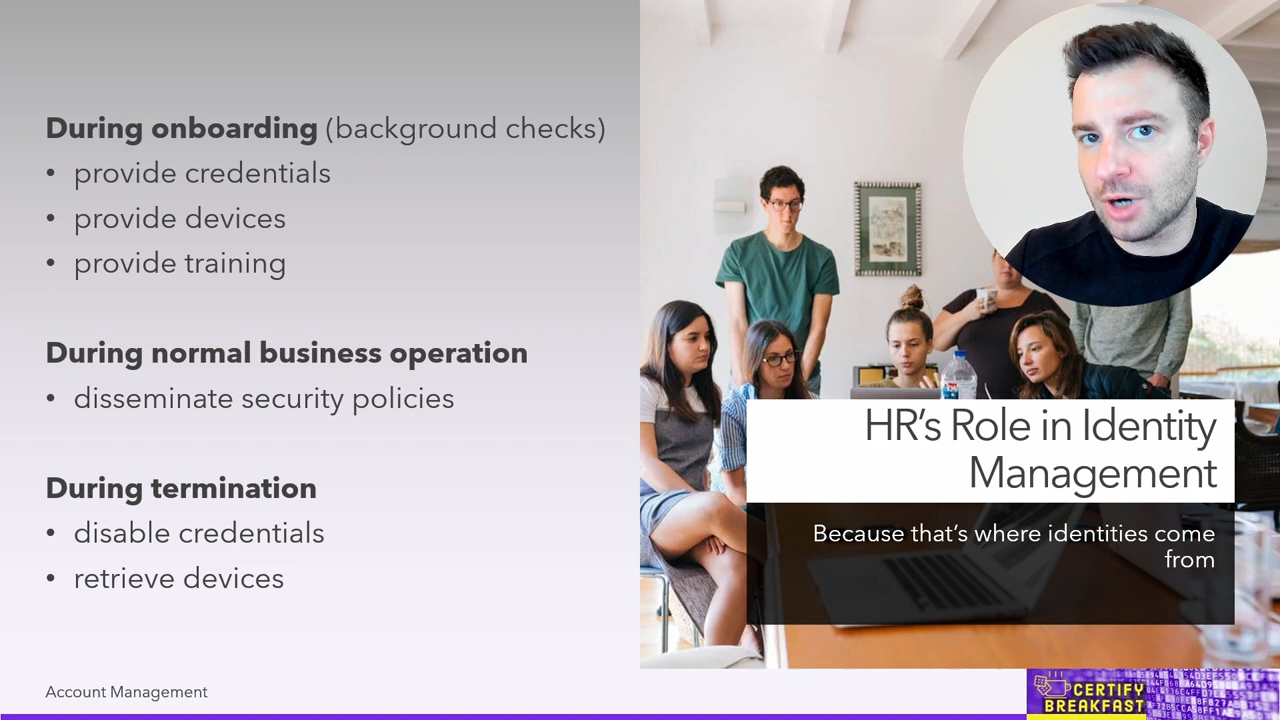 During onboarding (background checks)
• provide credentials
• provide devices
• provide training
During normal business operation
• disseminate security policies
During termination
• disable credentials
• retrieve devices
HR's Role in Identity
Management
Because that's where identities come
from
Account Management
CERTIFY
BREAKFAST